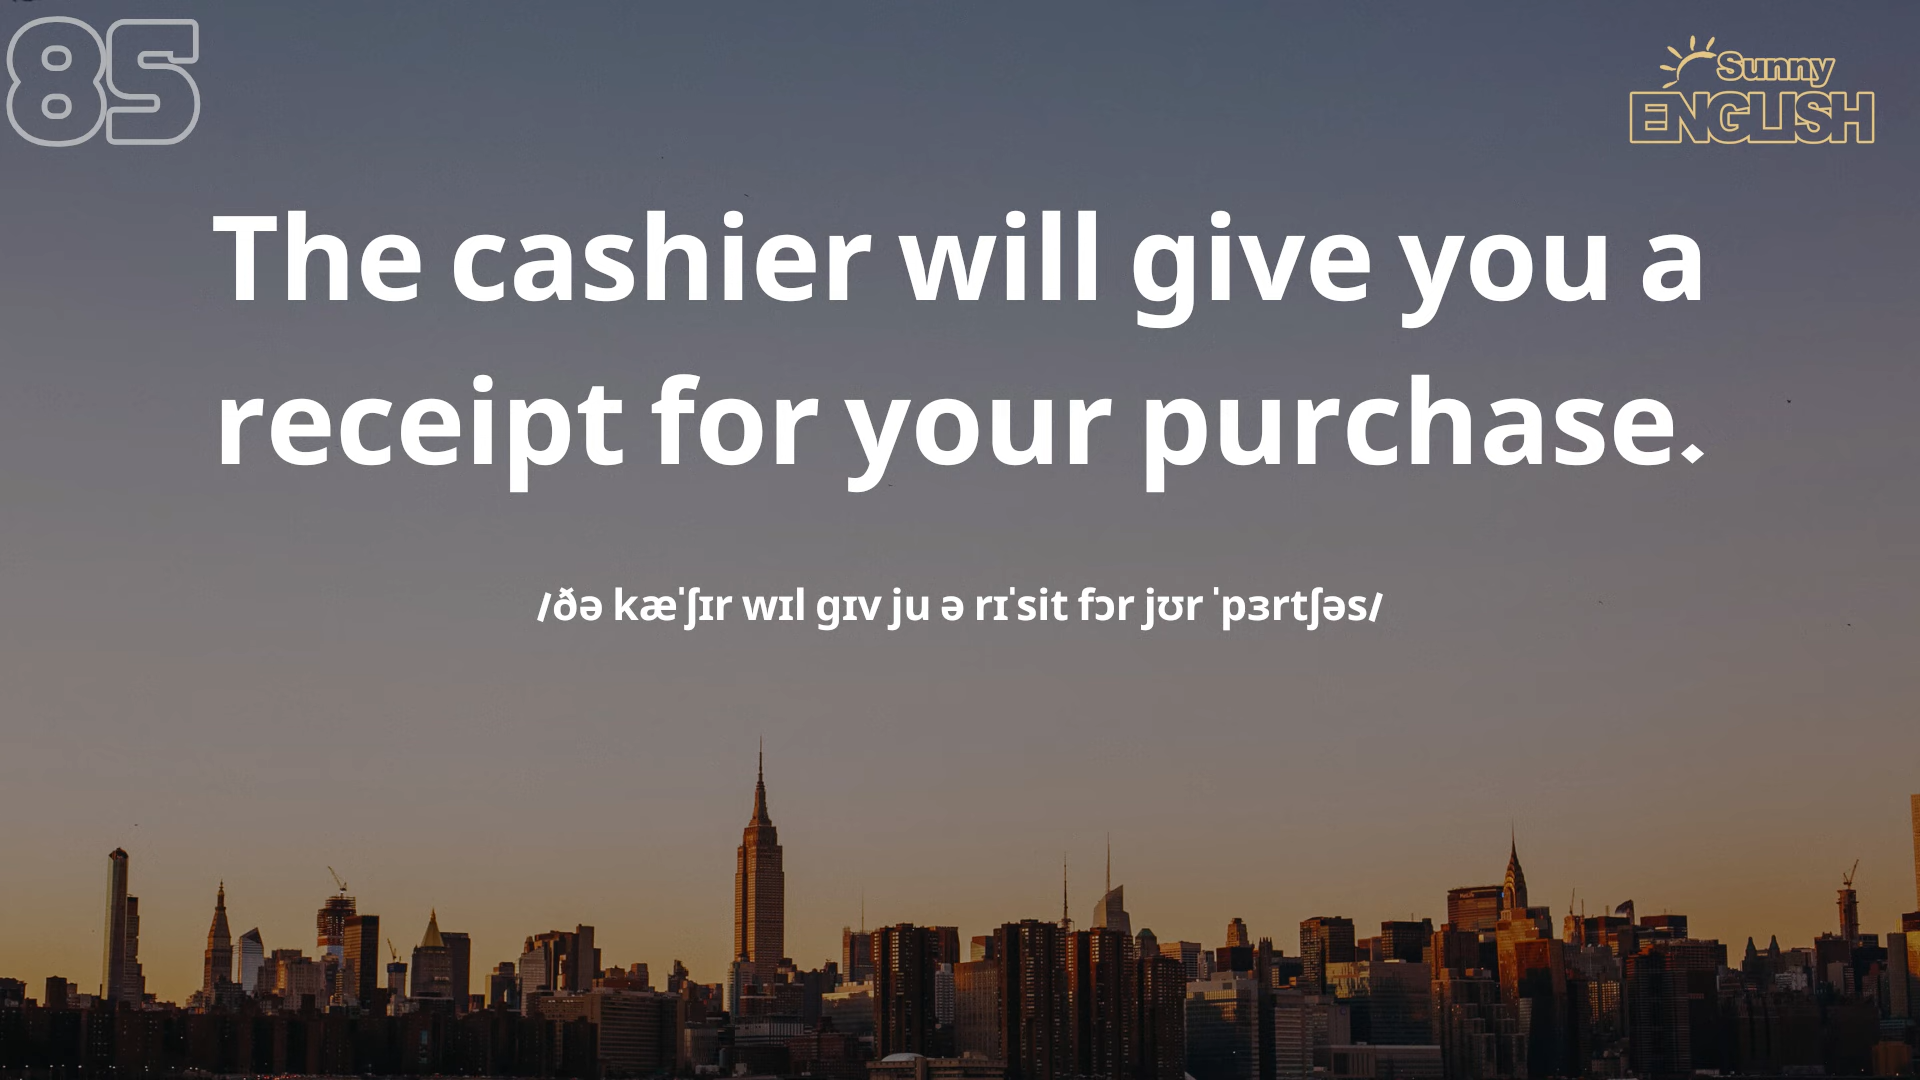 85
Sunny
ENGLISH
The cashier will give you a
receipt for your purchase.
/ðə kæˈʃɪr wɪl gɪv ju ə rɪˈsit fɔr jʊr ˈpɜrtʃəs/